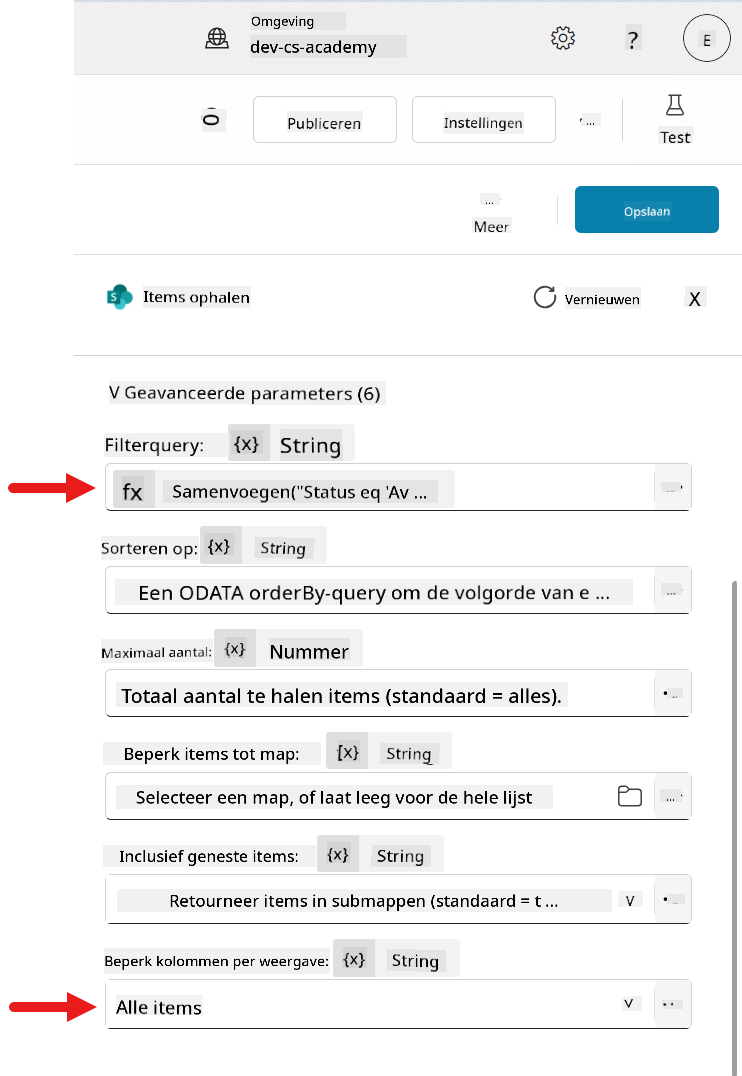 Omgeving
dev-cs-academy
?
E
Publiceren
Instellingen
...
Test
...
Meer
Opslaan
S
Items ophalen
Vernieuwen
X
V Geavanceerde parameters (6)
Filterquery: {x} String
fx Samenvoegen("Status eq 'Av ...
...
Sorteren op: {x} String
Een ODATA orderBy-query om de volgorde van e ...
...
Maximaal aantal: {x} Nummer
Totaal aantal te halen items (standaard = alles).
Beperk items tot map: {x} String
Selecteer een map, of laat leeg voor de hele lijst
...
Inclusief geneste items: {x} String
Retourneer items in submappen (standaard = t ...
V
Beperk kolommen per weergave: {x} String
Alle items
V